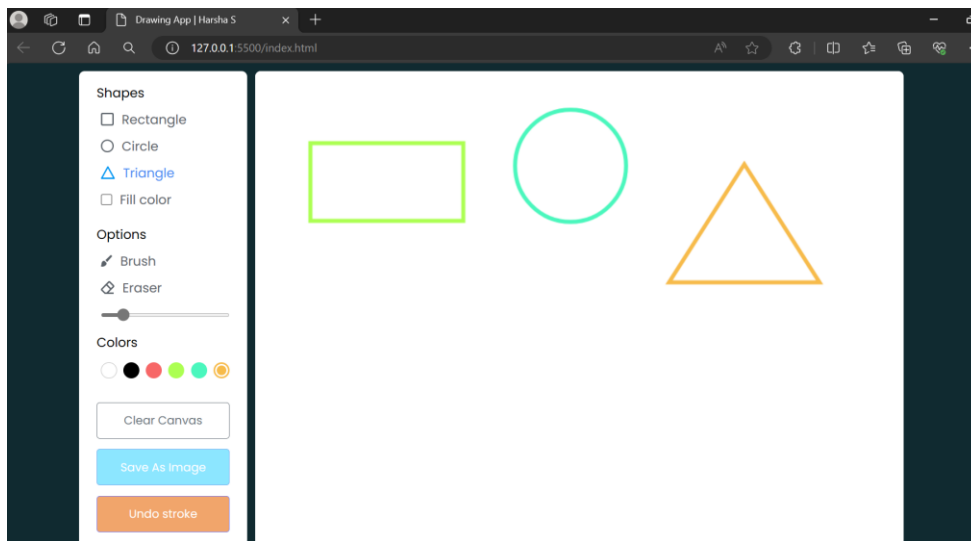 Drawing App | Harsha S
127.0.0.1:5500/index.html
Shapes
Rectangle
Circle
Triangle
Fill color
Options
Brush
Eraser
Colors
Clear Canvas
Save As Image
Undo stroke